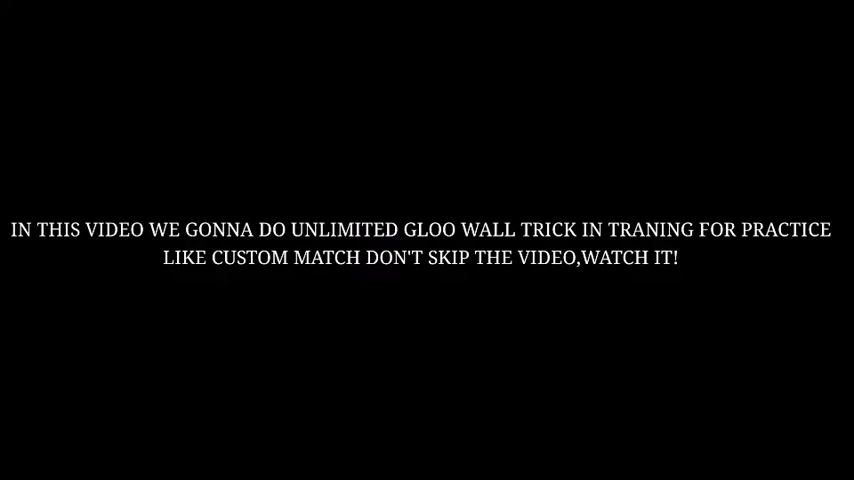 IN THIS VIDEO WE GONNA DO UNLIMITED GLOO WALL TRICK IN TRANING FOR PRACTICE
LIKE CUSTOM MATCH DON'T SKIP THE VIDEO,WATCH IT!